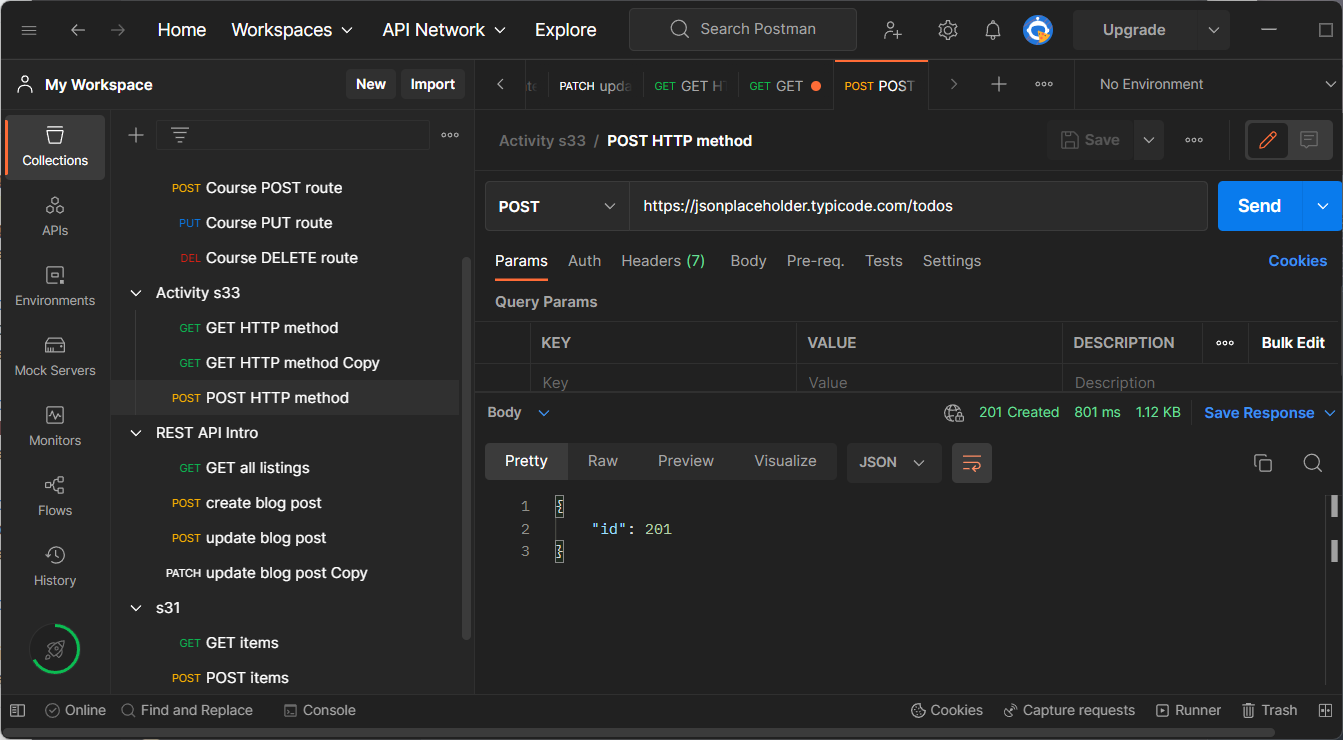 Home Workspaces API Network Explore Search Postman Upgrade
My Workspace New Import
PATCH upda GET GET H GET GET POST POST No Environment
Collections
APIs
Environments
Mock Servers
Monitors
Flows
History
POST Course POST route
PUT Course PUT route
DEL Course DELETE route
Activity s33
GET GET HTTP method
GET GET HTTP method Copy
POST POST HTTP method
REST API Intro
GET GET all listings
POST create blog post
POST update blog post
PATCH update blog post Copy
s31
GET GET items
POST POST items
Activity s33 / POST HTTP method Save
POST https://jsonplaceholder.typicode.com/todos Send
Params Auth Headers (7) Body Pre-req. Tests Settings Cookies
Query Params
KEY VALUE DESCRIPTION Bulk Edit
Key Value Description
Body 201 Created 801 ms 1.12 KB Save Response
Pretty Raw Preview Visualize JSON
1 {
2 "id": 201
3 }
Online Find and Replace Console Cookies Capture requests Runner Trash